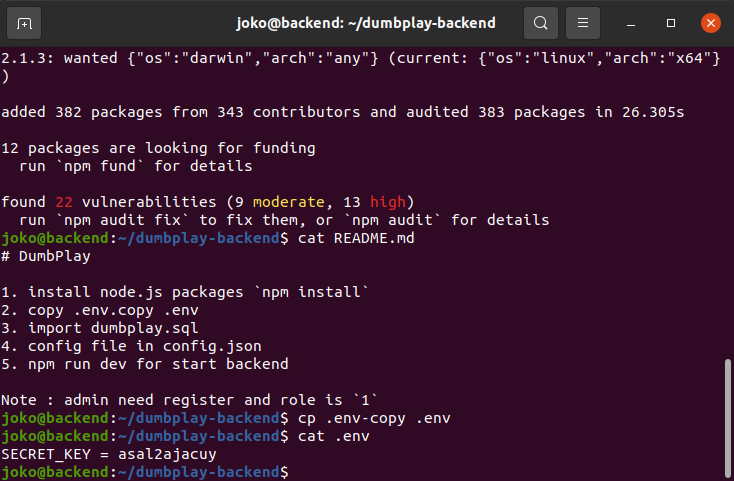 joko@backend: ~/dumbplay-backend
2.1.3: wanted {"os":"darwin","arch":"any"} (current: {"os":"linux","arch":"x64"}
)
added 382 packages from 343 contributors and audited 383 packages in 26.305s
12 packages are looking for funding
  run `npm fund` for details
found 22 vulnerabilities (9 moderate, 13 high)
  run `npm audit fix` to fix them, or `npm audit` for details
joko@backend:~/dumbplay-backend$ cat README.md
# DumbPlay
1. install node.js packages `npm install`
2. copy .env.copy .env
3. import dumbplay.sql
4. config file in config.json
5. npm run dev for start backend
Note : admin need register and role is `1`
joko@backend:~/dumbplay-backend$ cp .env-copy .env
joko@backend:~/dumbplay-backend$ cat .env
SECRET_KEY = asal2ajacuy
joko@backend:~/dumbplay-backend$